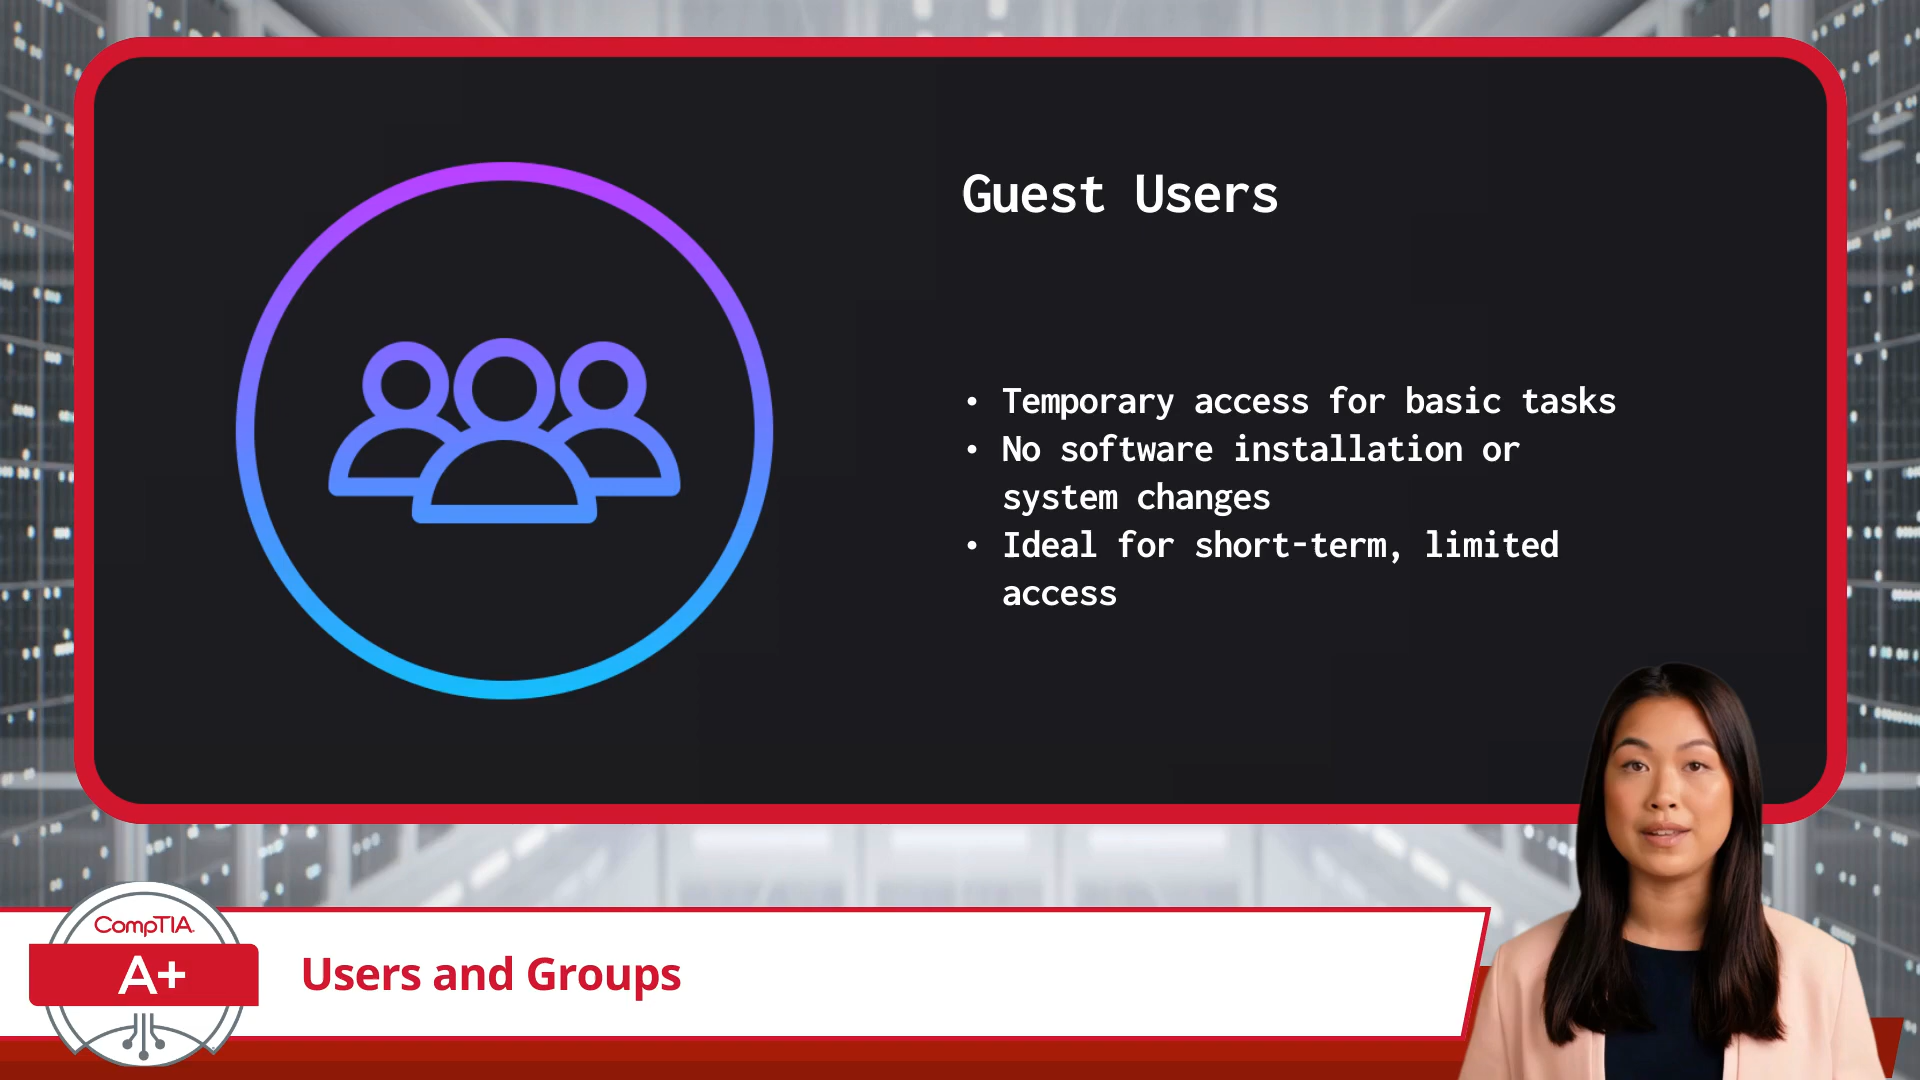 Guest Users
• Temporary access for basic tasks
• No software installation or
system changes
• Ideal for short-term, limited
access
CompTIA.
A+
Users and Groups